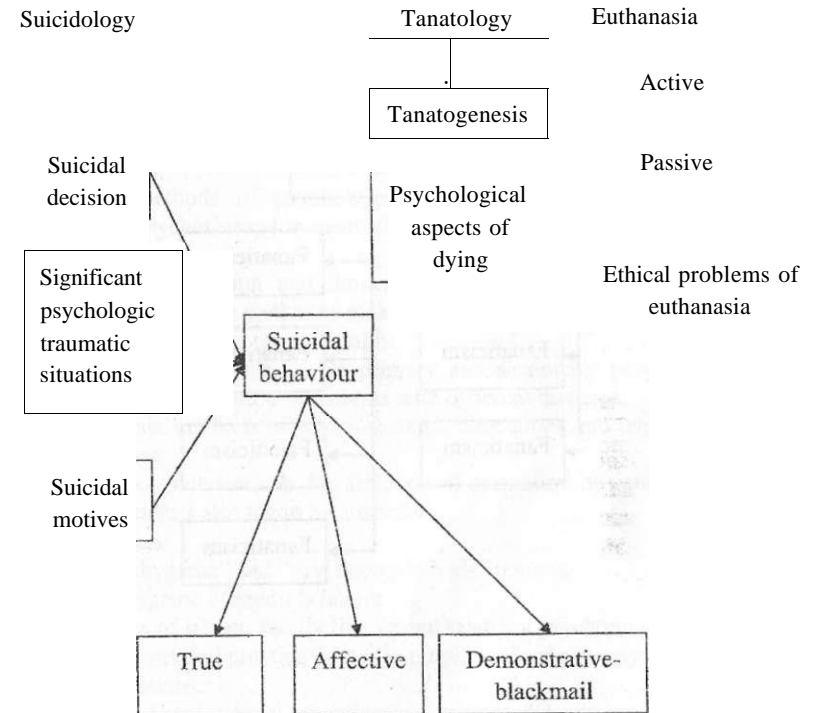 Suicidology
Tanatology
Euthanasia
Active
Tanatogenesis
Suicidal
decision
Passive
Psychological
aspects of
dying
Significant
psychologic
traumatic
situations
Ethical problems of
euthanasia
Suicidal
behaviour
Suicidal
motives
True
Affective
Demonstrative-
blackmail